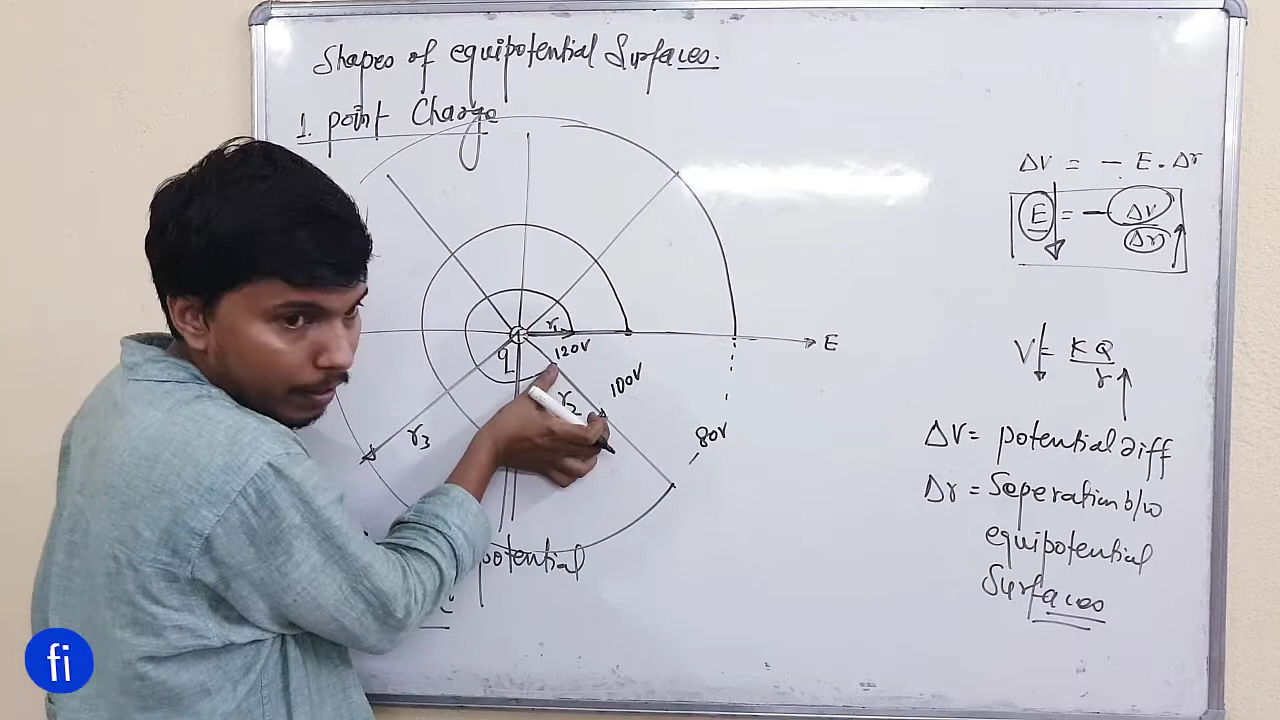 Shapes of equipotential Surfaces.
1. point Charge
ΔV = - E . Δr
E = - ΔV / Δr
E
r₁
q
120V
100V
r₂
r₃
80V
V = KQ / r
ΔV = potential diff
Δr = Seperation b/w
equipotential
Surfaces
potential
fi